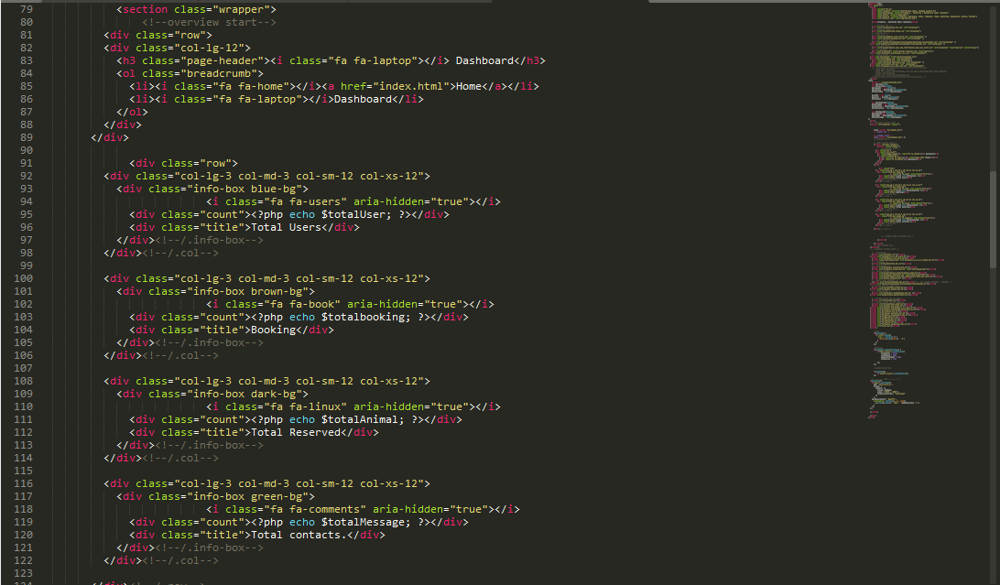 79 <section class="wrapper">
80 <!--overview start-->
81 <div class="row">
82 <div class="col-lg-12">
83 <h3 class="page-header"><i class="fa fa-laptop"></i> Dashboard</h3>
84 <ol class="breadcrumb">
85 <li><i class="fa fa-home"></i><a href="index.html">Home</a></li>
86 <li><i class="fa fa-laptop"></i>Dashboard</li>
87 </ol>
88 </div>
89 </div>
90
91 <div class="row">
92 <div class="col-lg-3 col-md-3 col-sm-12 col-xs-12">
93 <div class="info-box blue-bg">
94 <i class="fa fa-users" aria-hidden="true"></i>
95 <div class="count"><?php echo $totalUser; ?></div>
96 <div class="title">Total Users</div>
97 </div><!--/.info-box-->
98 </div><!--/.col-->
99
100 <div class="col-lg-3 col-md-3 col-sm-12 col-xs-12">
101 <div class="info-box brown-bg">
102 <i class="fa fa-book" aria-hidden="true"></i>
103 <div class="count"><?php echo $totalbooking; ?></div>
104 <div class="title">Booking</div>
105 </div><!--/.info-box-->
106 </div><!--/.col-->
107
108 <div class="col-lg-3 col-md-3 col-sm-12 col-xs-12">
109 <div class="info-box dark-bg">
110 <i class="fa fa-linux" aria-hidden="true"></i>
111 <div class="count"><?php echo $totalAnimal; ?></div>
112 <div class="title">Total Reserved</div>
113 </div><!--/.info-box-->
114 </div><!--/.col-->
115
116 <div class="col-lg-3 col-md-3 col-sm-12 col-xs-12">
117 <div class="info-box green-bg">
118 <i class="fa fa-comments" aria-hidden="true"></i>
119 <div class="count"><?php echo $totalMessage; ?></div>
120 <div class="title">Total contacts.</div>
121 </div><!--/.info-box-->
122 </div><!--/.col-->
123